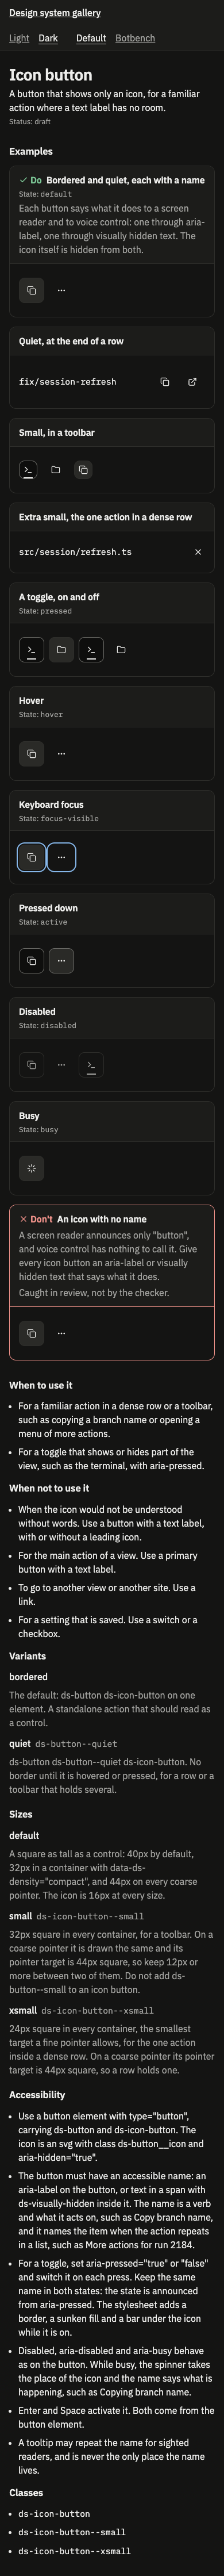 Design system gallery
Light Dark Default Botbench
Icon button
A button that shows only an icon, for a familiar
action where a text label has no room.
Status: draft
Examples
Do Bordered and quiet, each with a name
State: default
Each button says what it does to a screen
reader and to voice control: one through aria-
label, one through visually hidden text. The
icon itself is hidden from both.
Quiet, at the end of a row
fix/session-refresh
Small, in a toolbar
Extra small, the one action in a dense row
src/session/refresh.ts
A toggle, on and off
State: pressed
Hover
State: hover
Keyboard focus
State: focus-visible
Pressed down
State: active
Disabled
State: disabled
Busy
State: busy
Don't An icon with no name
A screen reader announces only "button",
and voice control has nothing to call it. Give
every icon button an aria-label or visually
hidden text that says what it does.
Caught in review, not by the checker.
When to use it
• For a familiar action in a dense row or a toolbar,
such as copying a branch name or opening a
menu of more actions.
• For a toggle that shows or hides part of the
view, such as the terminal, with aria-pressed.
When not to use it
• When the icon would not be understood
without words. Use a button with a text label,
with or without a leading icon.
• For the main action of a view. Use a primary
button with a text label.
• To go to another view or another site. Use a
link.
• For a setting that is saved. Use a switch or a
checkbox.
Variants
bordered
The default: ds-button ds-icon-button on one
element. A standalone action that should read as
a control.
quiet ds-button--quiet
ds-button ds-button--quiet ds-icon-button. No
border until it is hovered or pressed, for a row or a
toolbar that holds several.
Sizes
default
A square as tall as a control: 40px by default,
32px in a container with data-ds-
density="compact", and 44px on every coarse
pointer. The icon is 16px at every size.
small ds-icon-button--small
32px square in every container, for a toolbar. On a
coarse pointer it is drawn the same and its
pointer target is 44px square, so keep 12px or
more between two of them. Do not add ds-
button--small to an icon button.
xsmall ds-icon-button--xsmall
24px square in every container, the smallest
target a fine pointer allows, for the one action
inside a dense row. On a coarse pointer its pointer
target is 44px square, so a row holds one.
Accessibility
• Use a button element with type="button",
carrying ds-button and ds-icon-button. The
icon is an svg with class ds-button__icon and
aria-hidden="true".
• The button must have an accessible name: an
aria-label on the button, or text in a span with
ds-visually-hidden inside it. The name is a verb
and what it acts on, such as Copy branch name,
and it names the item when the action repeats
in a list, such as More actions for run 2184.
• For a toggle, set aria-pressed="true" or "false"
and switch it on each press. Keep the same
name in both states: the state is announced
from aria-pressed. The stylesheet adds a
border, a sunken fill and a bar under the icon
while it is on.
• Disabled, aria-disabled and aria-busy behave
as on the button. While busy, the spinner takes
the place of the icon and the name says what is
happening, such as Copying branch name.
• Enter and Space activate it. Both come from the
button element.
• A tooltip may repeat the name for sighted
readers, and is never the only place the name
lives.
Classes
• ds-icon-button
• ds-icon-button--small
• ds-icon-button--xsmall